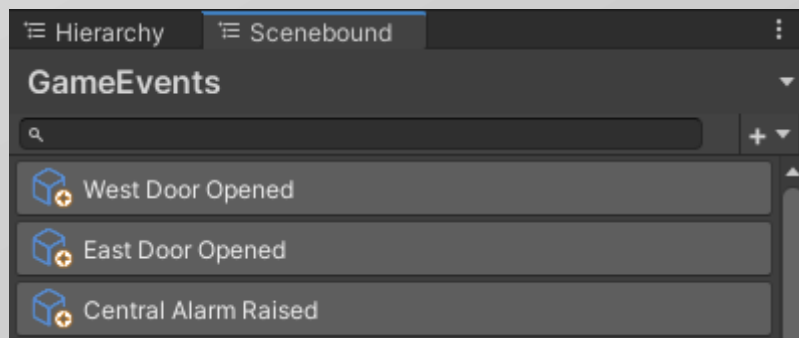 Hierarchy Scenebound
GameEvents
West Door Opened
East Door Opened
Central Alarm Raised